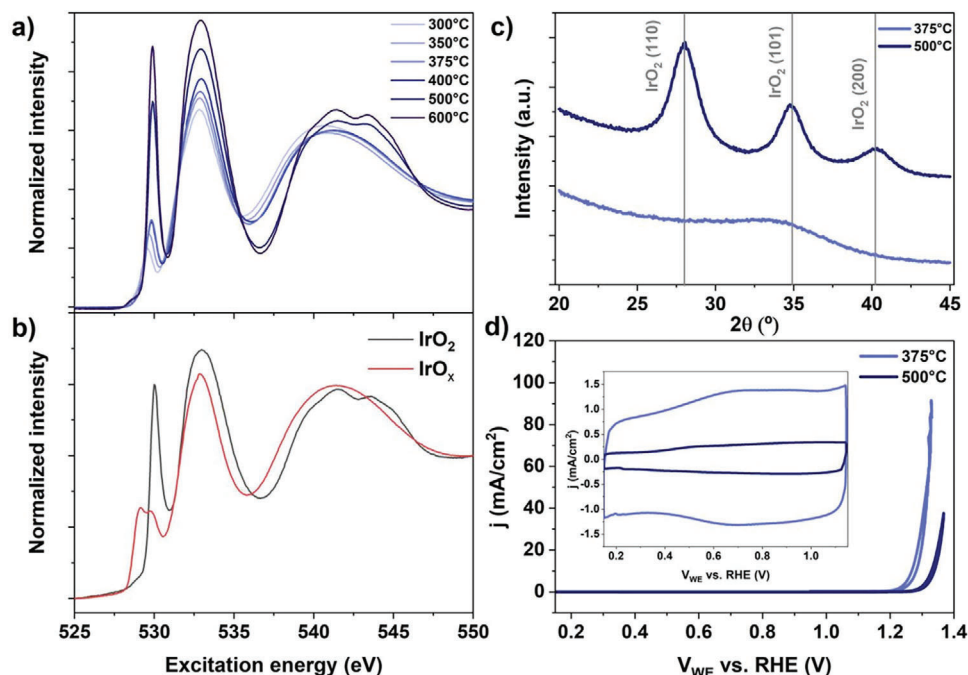 a)
300°C
350°C
375°C
400°C
500°C
600°C
Normalized intensity
b)
IrO2
IrOx
Normalized intensity
525 530 535 540 545 550
Excitation energy (eV)
c)
375°C
500°C
IrO2 (110)
IrO2 (101)
IrO2 (200)
Intensity (a.u.)
20 25 30 35 40 45
2θ (º)
d)
375°C
500°C
120
100
80
60
40
20
0
j (mA/cm2)
1.5
1.0
0.5
0.0
-0.5
-1.0
-1.5
j (mA/cm2)
0.2 0.4 0.6 0.8 1.0
VWE vs. RHE (V)
0.2 0.4 0.6 0.8 1.0 1.2 1.4
VWE vs. RHE (V)